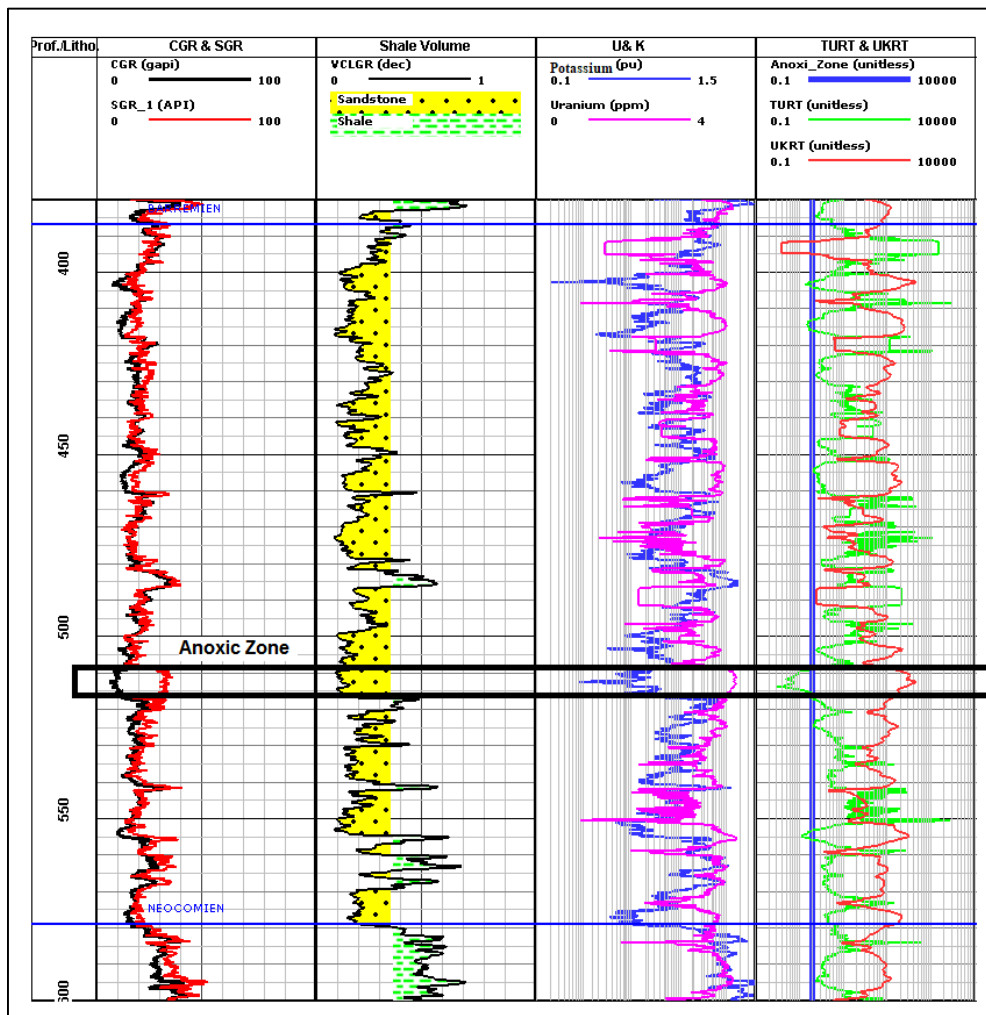 Prof./Litho. CGR & SGR Shale Volume U& K TURT & UKRT
CGR (gapi)
0 100
SGR_1 (API)
0 100
VCLGR (dec)
0 1
Sandstone
Shale
Potassium (pu)
0.1 1.5
Uranium (ppm)
0 4
Anoxi_Zone (unitless)
0.1 10000
TURT (unitless)
0.1 10000
UKRT (unitless)
0.1 10000
BARREMIEN
400
450
500
Anoxic Zone
550
NEOCOMIEN
600